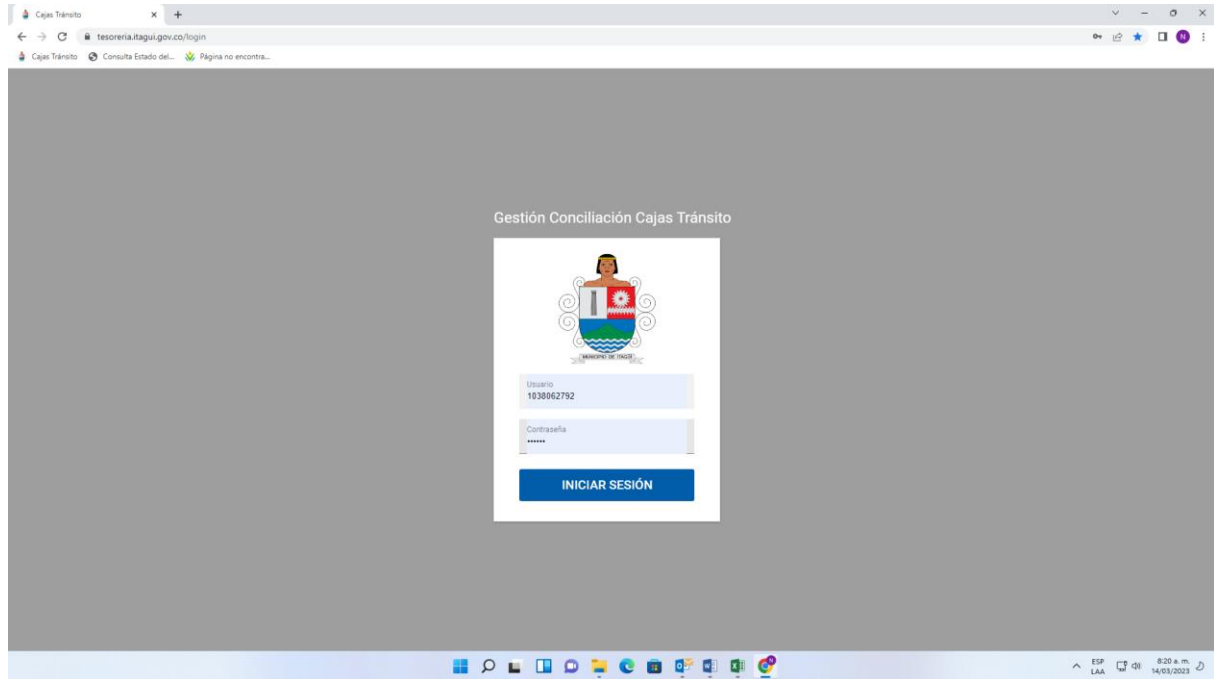 Cajas Tránsito
tesoreria.itagui.gov.co/login
N
Cajas Tránsito
Consulta Estado del...
Página no encontra...
Gestión Conciliación Cajas Tránsito
MUNICIPIO DE ITAGÜÍ
Usuario
1038062792
Contraseña
••••••
INICIAR SESIÓN
ESP
LAA
8:20 a. m.
14/03/2023